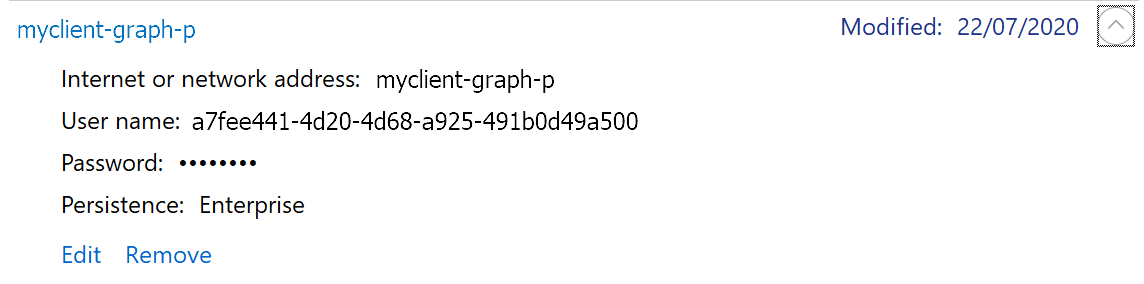 myclient-graph-p Modified: 22/07/2020
Internet or network address: myclient-graph-p
User name: a7fee441-4d20-4d68-a925-491b0d49a500
Password: ••••••••
Persistence: Enterprise
Edit Remove